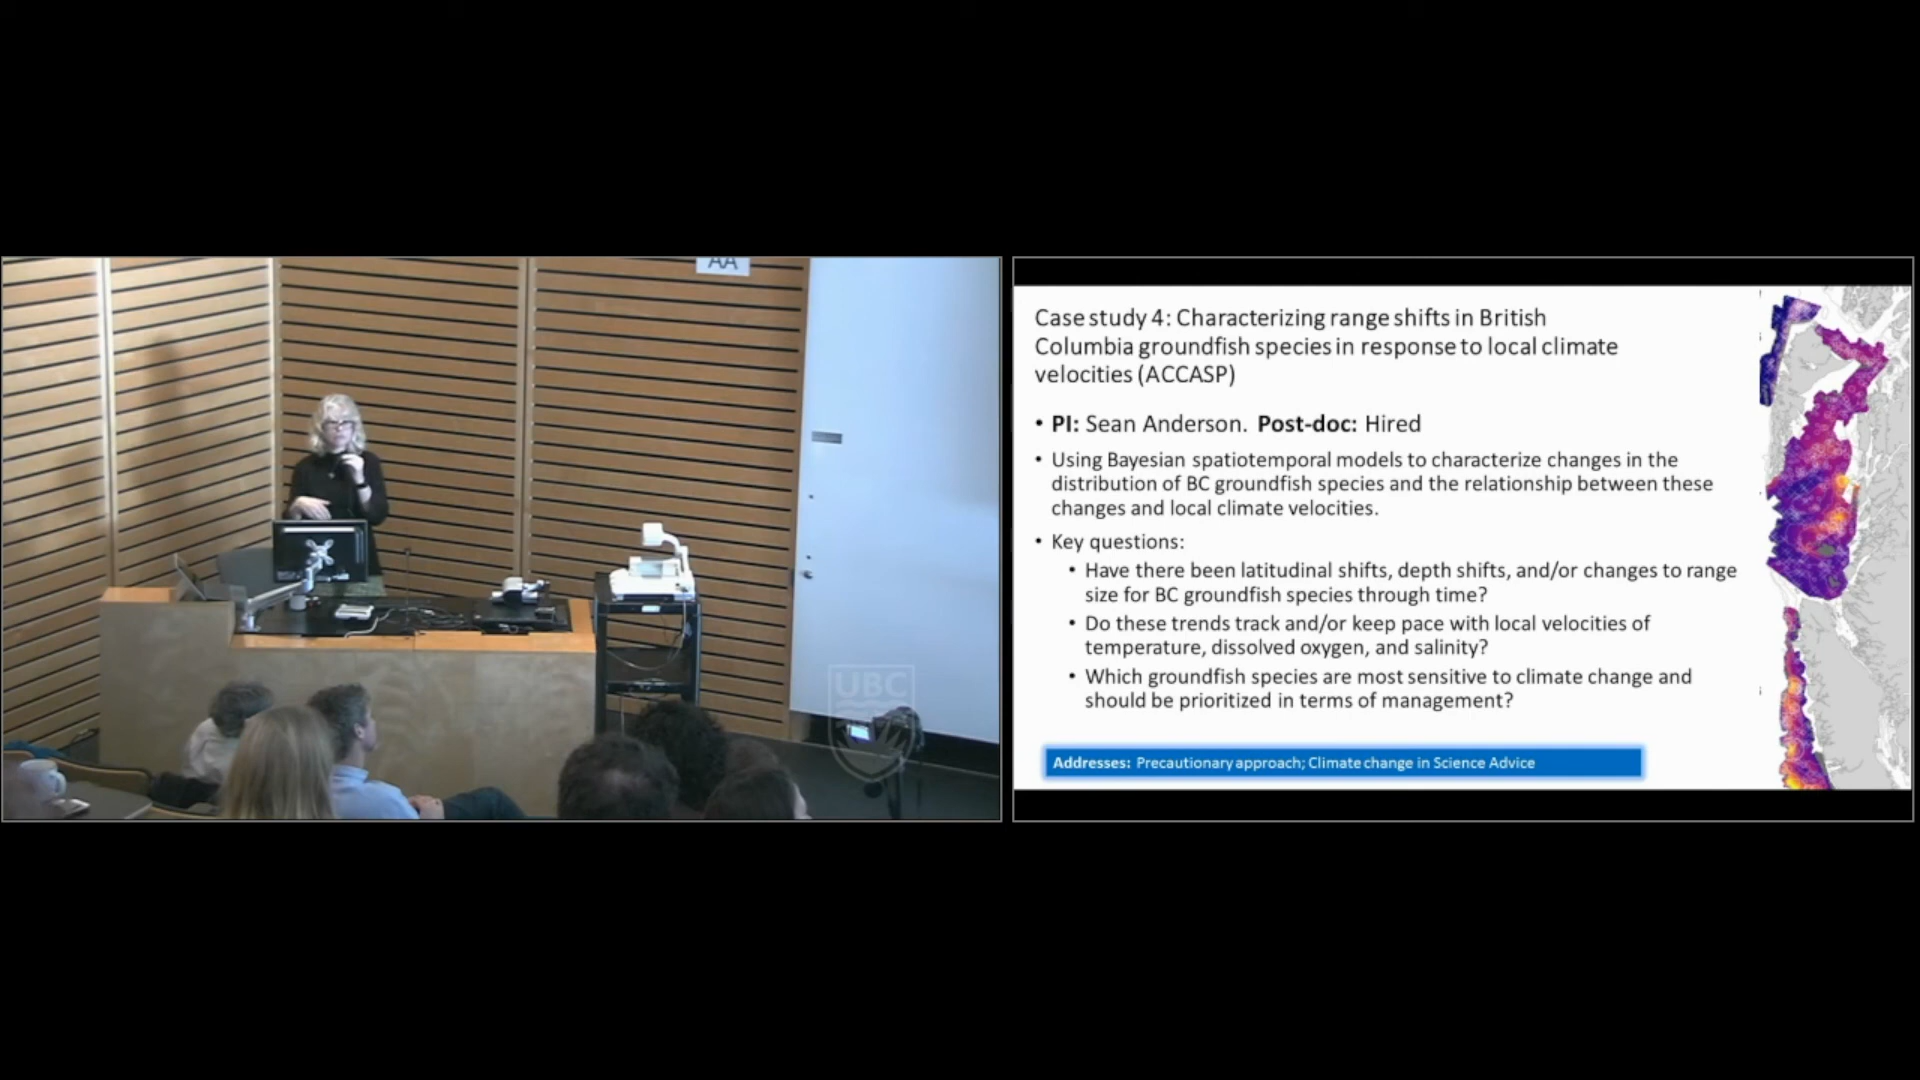 AA
UBC
Case study 4: Characterizing range shifts in British
Columbia groundfish species in response to local climate
velocities (ACCASP)
• PI: Sean Anderson. Post-doc: Hired
• Using Bayesian spatiotemporal models to characterize changes in the
distribution of BC groundfish species and the relationship between these
changes and local climate velocities.
• Key questions:
• Have there been latitudinal shifts, depth shifts, and/or changes to range
size for BC groundfish species through time?
• Do these trends track and/or keep pace with local velocities of
temperature, dissolved oxygen, and salinity?
• Which groundfish species are most sensitive to climate change and
should be prioritized in terms of management?
Addresses: Precautionary approach; Climate change in Science Advice